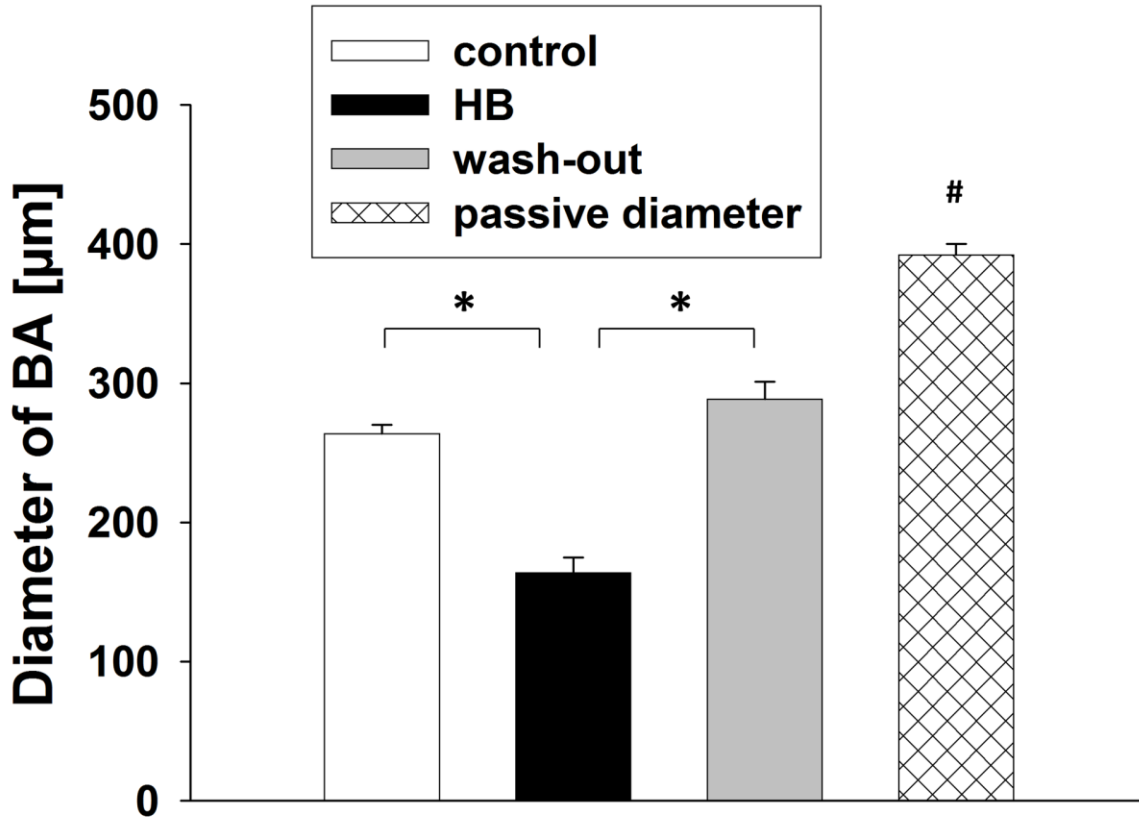 control
HB
wash-out
passive diameter
500
400
300
200
100
0
Diameter of BA [µm]
*
*
#